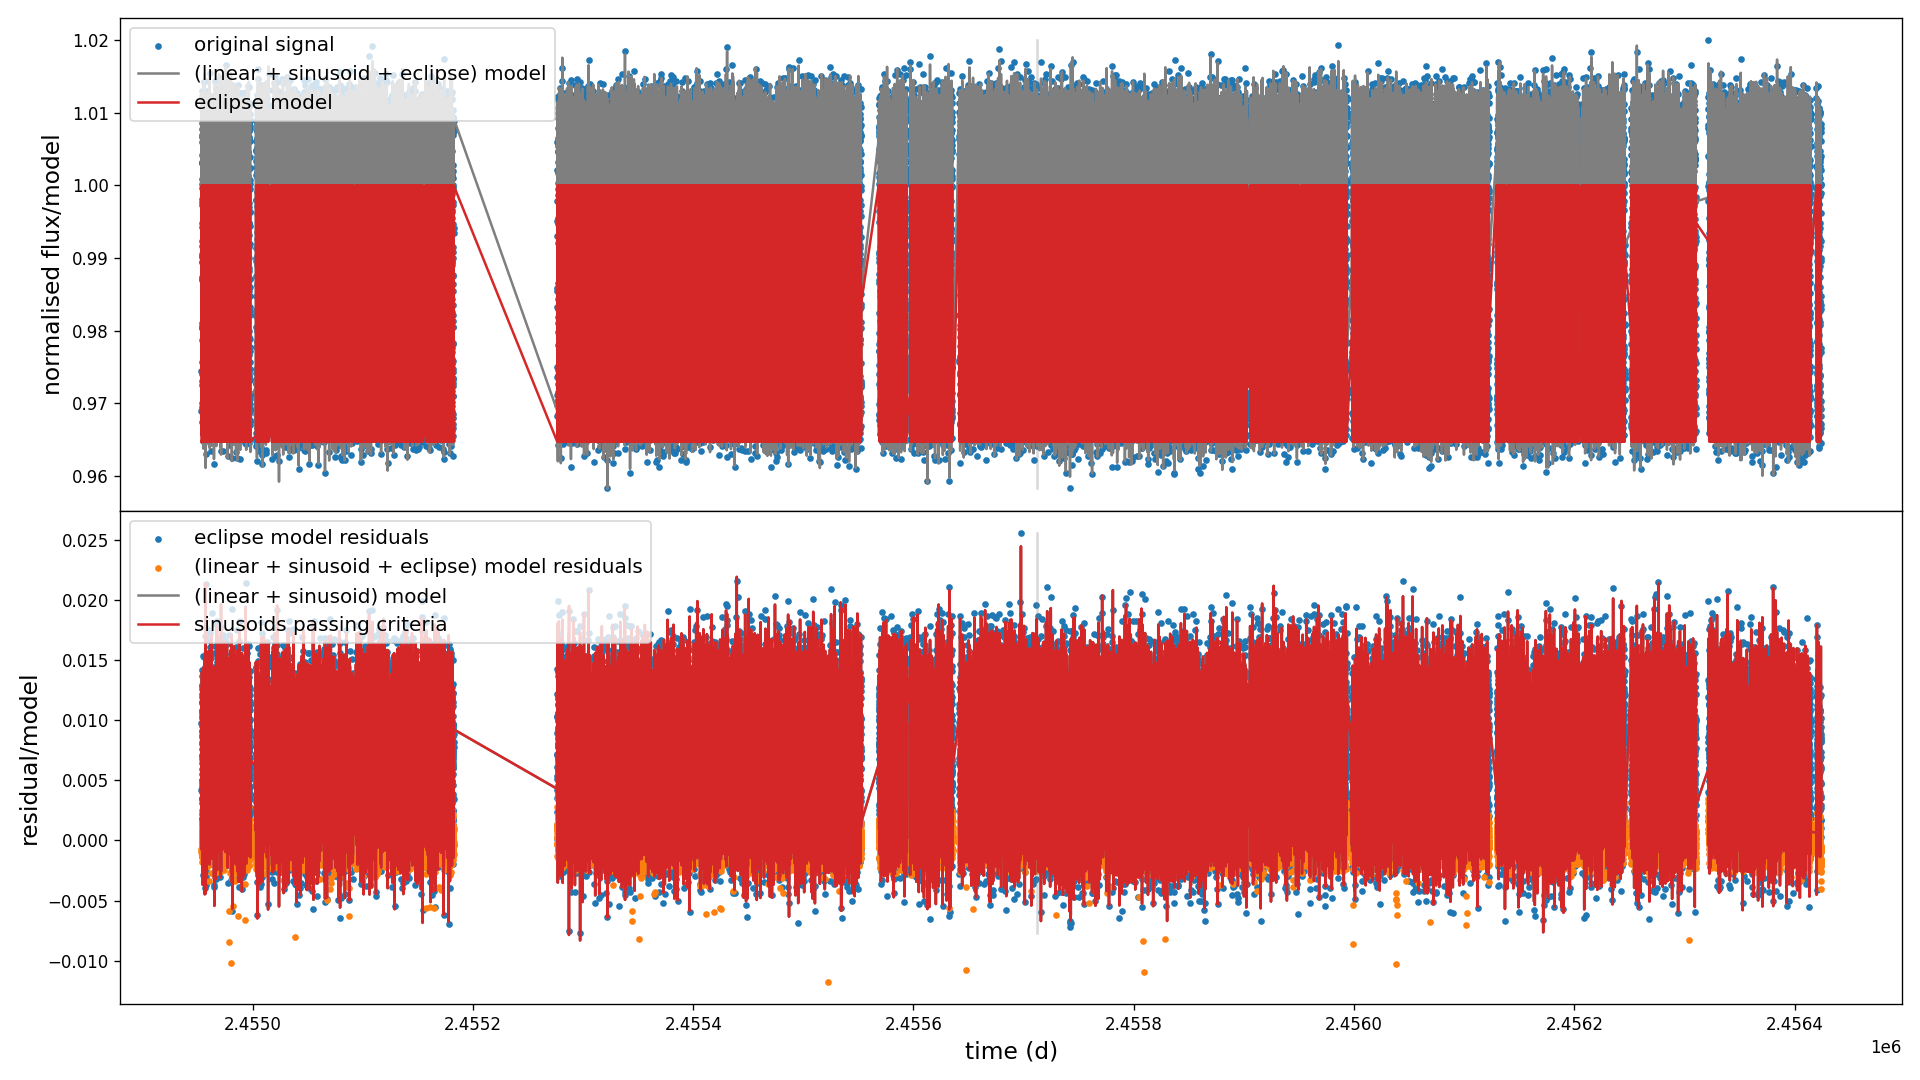 original signal
(linear + sinusoid + eclipse) model
eclipse model
1.02
1.01
1.00
0.99
0.98
0.97
0.96
normalised flux/model
eclipse model residuals
(linear + sinusoid + eclipse) model residuals
(linear + sinusoid) model
sinusoids passing criteria
0.025
0.020
0.015
0.010
0.005
0.000
−0.005
−0.010
residual/model
2.4550
2.4552
2.4554
2.4556
2.4558
2.4560
2.4562
2.4564
1e6
time (d)